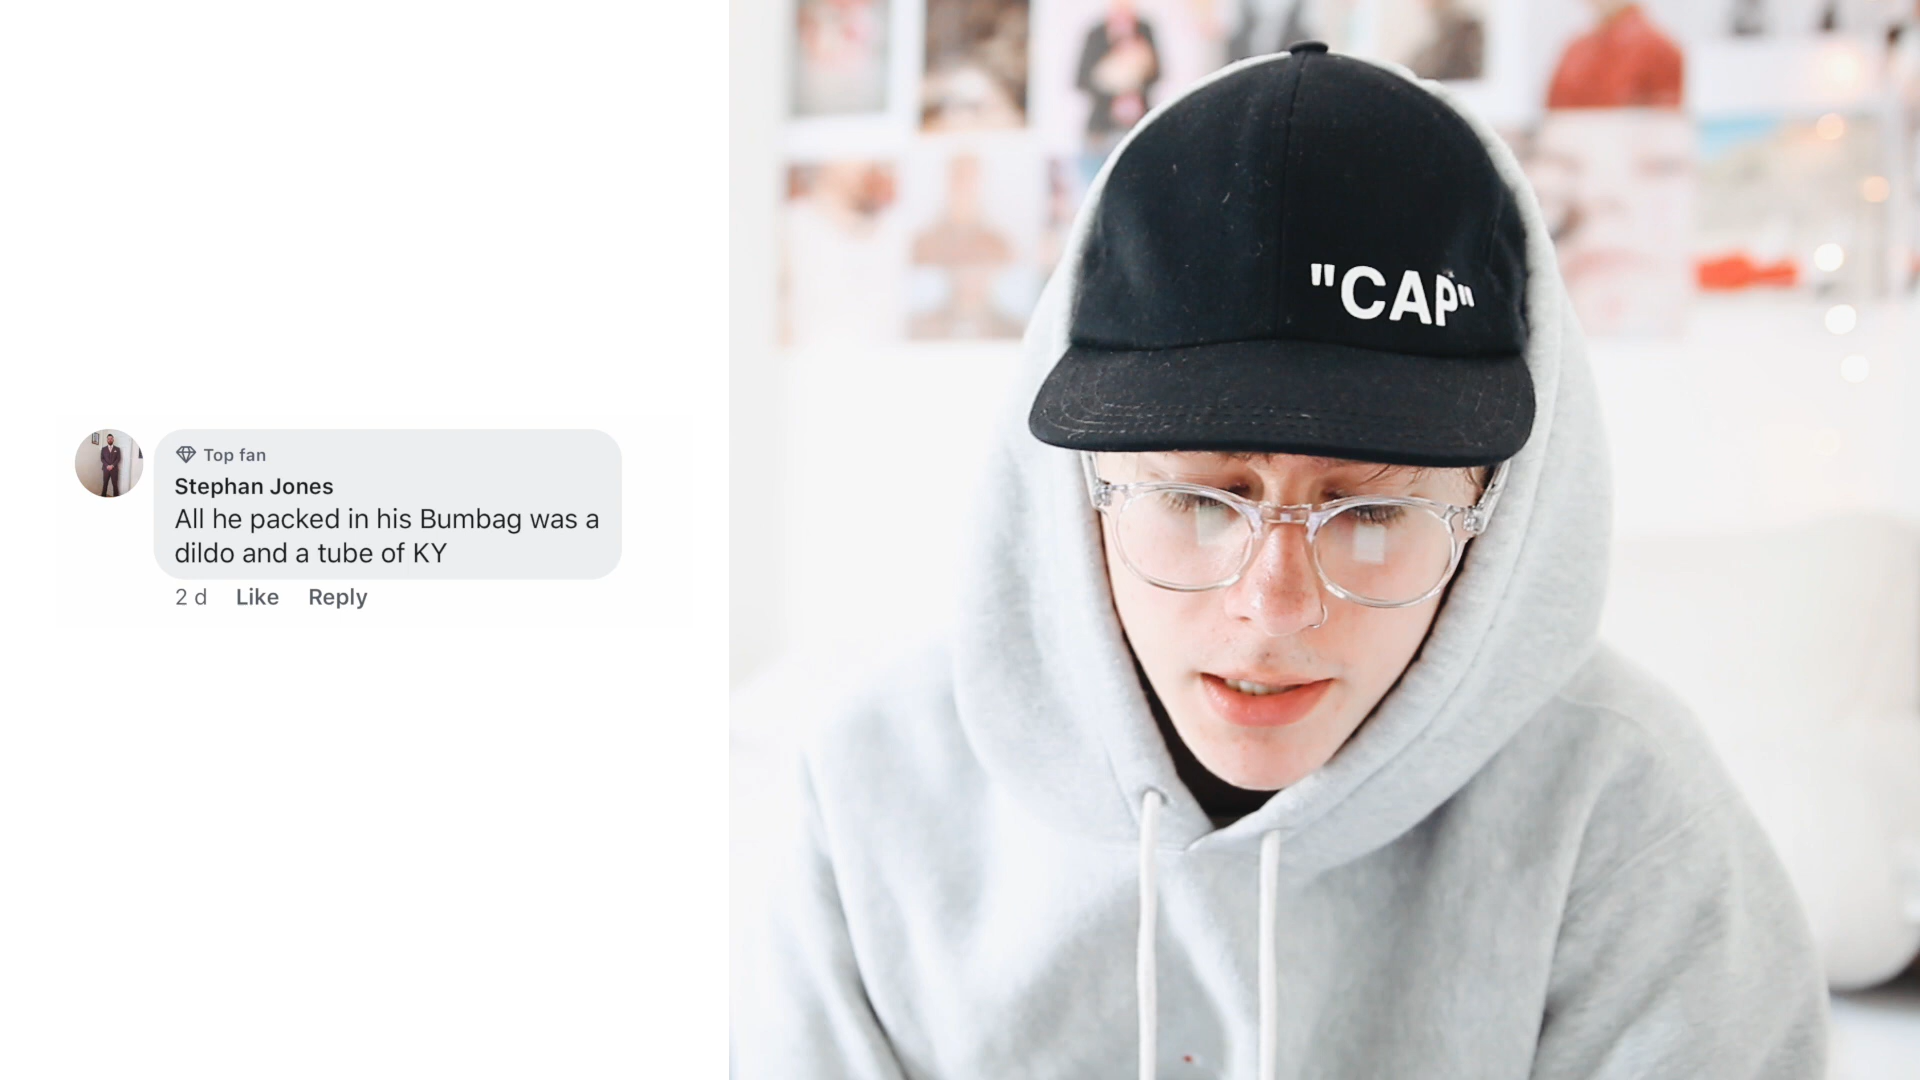 Top fan
Stephan Jones
All he packed in his Bumbag was a
dildo and a tube of KY
2 d Like Reply
"CAP"